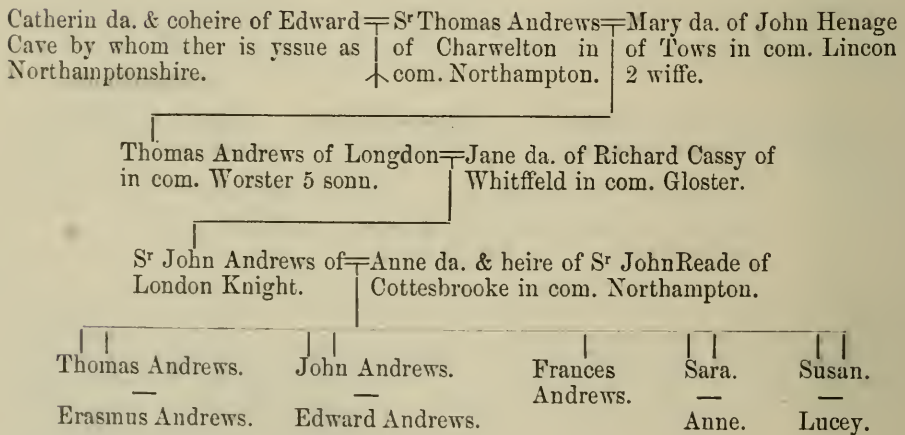 Catherin da. & coheire of Edward
Cave by whom ther is yssue as
Northamptonshire.
Sr Thomas Andrews
of Charwelton in
com. Northampton.
Mary da. of John Henage
of Tows in com. Lincon
2 wiffe.
Thomas Andrews of Longdon
in com. Worster 5 sonn.
Jane da. of Richard Cassy of
Whitffeld in com. Gloster.
Sr John Andrews of
London Knight.
Anne da. & heire of Sr John Reade of
Cottesbrooke in com. Northampton.
Thomas Andrews.
Erasmus Andrews.
John Andrews.
Edward Andrews.
Frances
Andrews.
Sara.
Anne.
Susan.
Lucey.